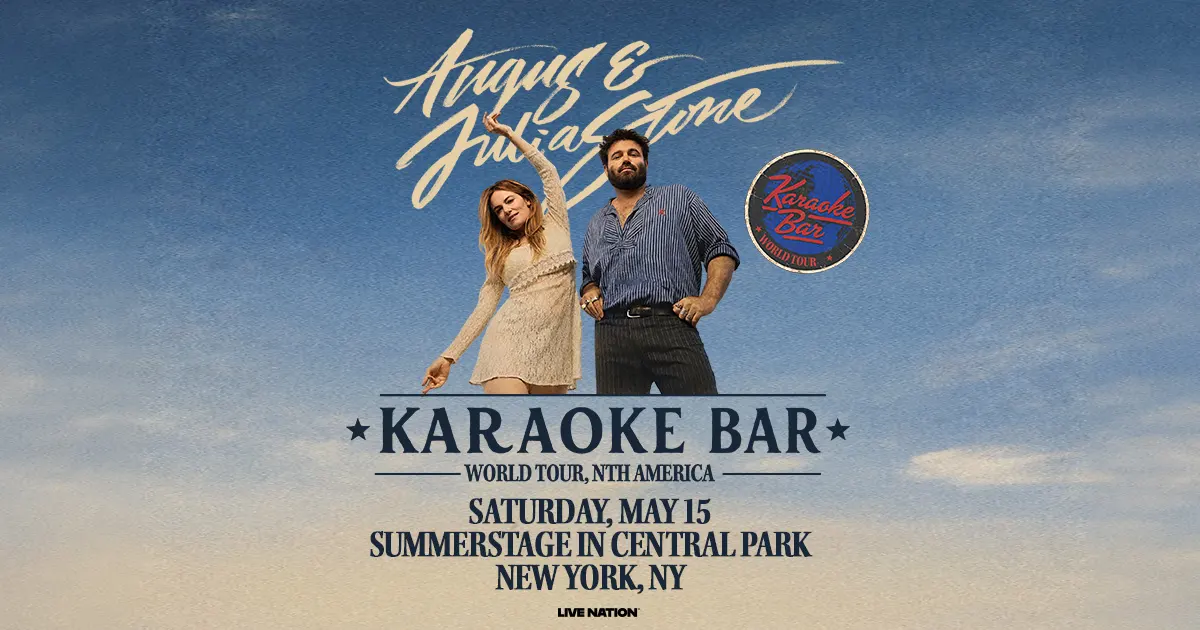 Angus &
Julia Stone
Karaoke
Bar
★ WORLD TOUR ★
★KARAOKE BAR★
WORLD TOUR, NTH AMERICA
SATURDAY, MAY 15
SUMMERSTAGE IN CENTRAL PARK
NEW YORK, NY
LIVE NATION